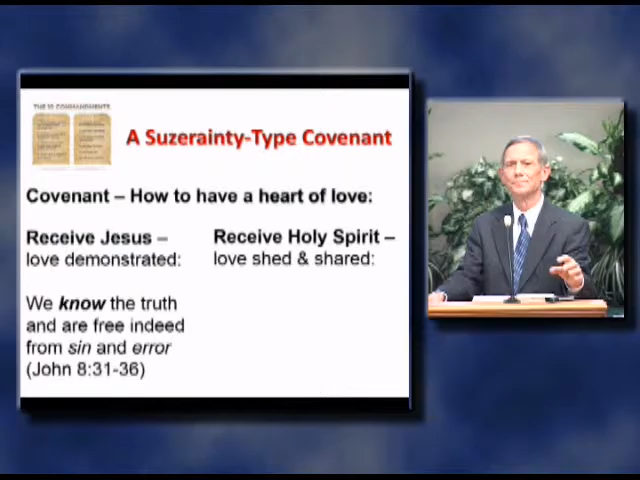 THE 10 COMMANDMENTS
A Suzerainty-Type Covenant
Covenant – How to have a heart of love:
Receive Jesus –
love demonstrated:
Receive Holy Spirit –
love shed & shared:
We know the truth
and are free indeed
from sin and error
(John 8:31-36)